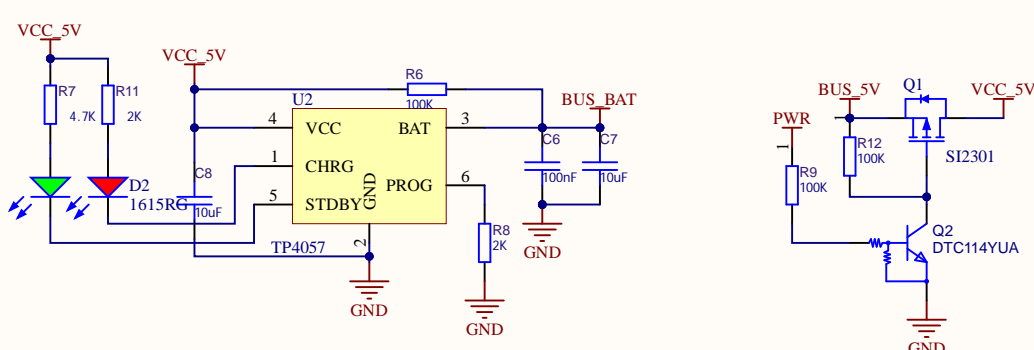 VCC_5V
R7
4.7K
R11
2K
D2
1615RG
VCC_5V
C8
10uF
R6
100K
U2
4
VCC
BAT
3
1
CHRG
PROG
6
5
STDBY
GND
2
TP4057
GND
R8
2K
GND
BUS_BAT
C6
100nF
C7
10uF
GND
PWR
1
R9
100K
BUS_5V
1
R12
100K
Q1
SI2301
VCC_5V
Q2
DTC114YUA
GND